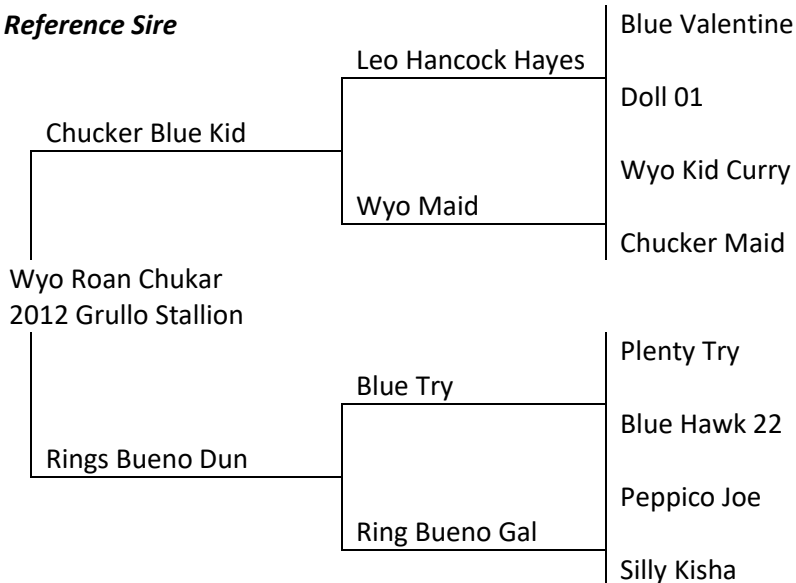 Reference Sire
Blue Valentine
Leo Hancock Hayes
Doll 01
Chucker Blue Kid
Wyo Kid Curry
Wyo Maid
Chucker Maid
Wyo Roan Chukar
2012 Grullo Stallion
Plenty Try
Blue Try
Blue Hawk 22
Rings Bueno Dun
Peppico Joe
Ring Bueno Gal
Silly Kisha